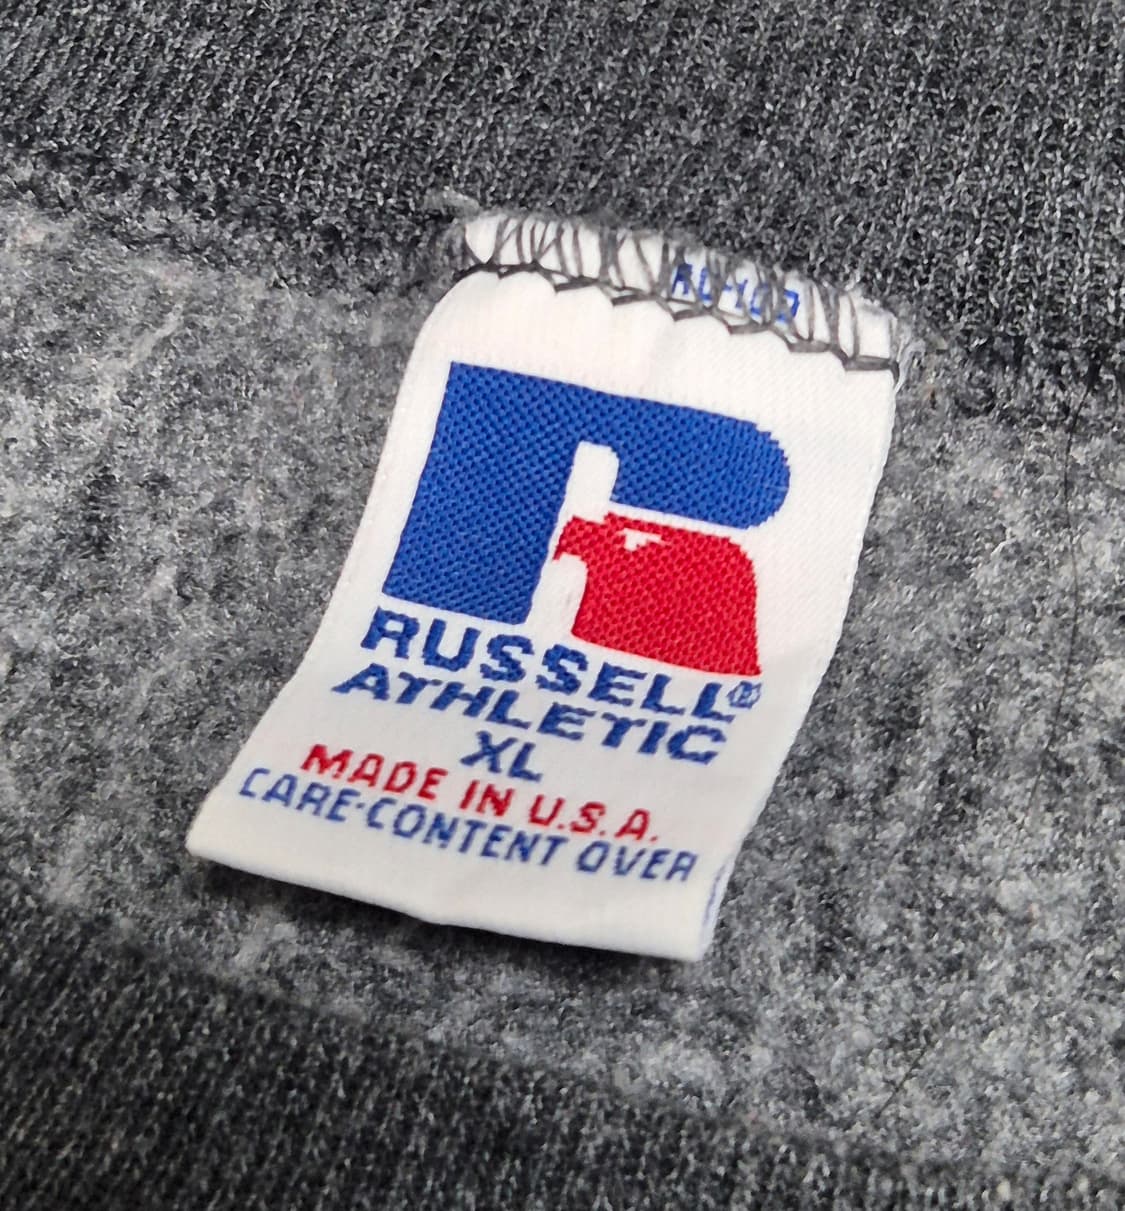 RUSSELL®
ATHLETIC
XL
MADE IN U.S.A.
CARE-CONTENT OVER